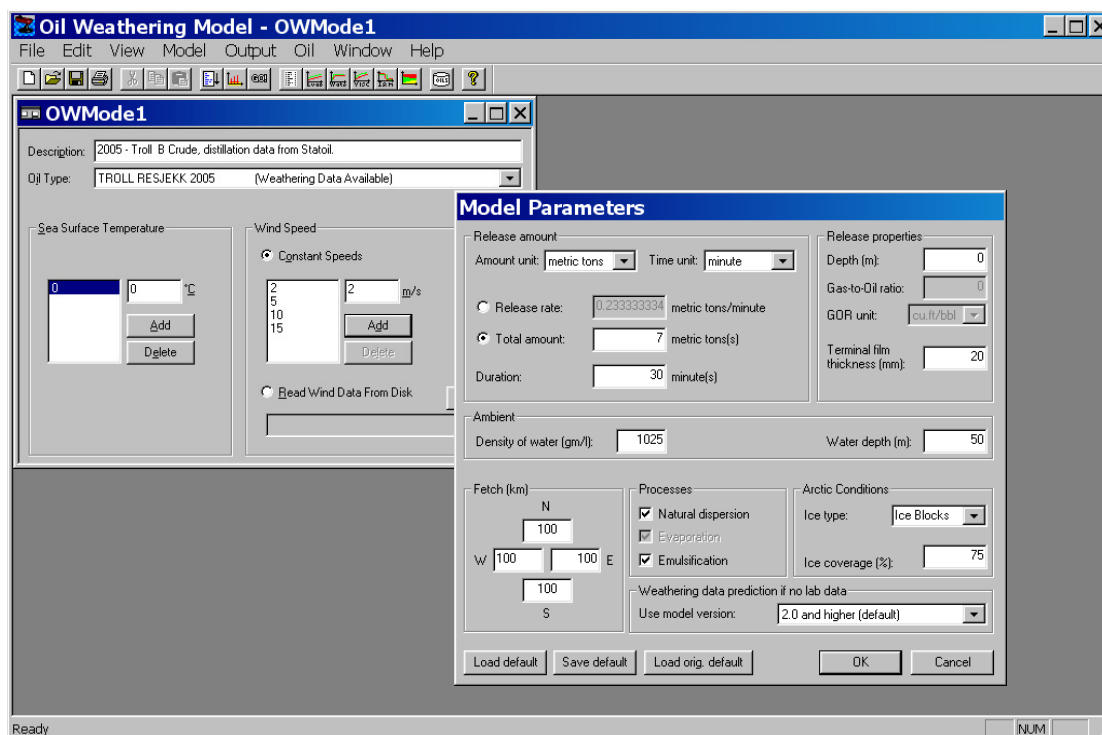 Oil Weathering Model - OWMode1
File Edit View Model Output Oil Window Help
OWMode1
Description: 2005 - Troll B Crude, distillation data from Statoil.
Oil Type: TROLL RESJEKK 2005 (Weathering Data Available)
Sea Surface Temperature
0
0 °C
Add
Delete
Wind Speed
Constant Speeds
2
5
10
15
2 m/s
Add
Delete
Read Wind Data From Disk
Model Parameters
Release amount
Amount unit: metric tons Time unit: minute
Release rate: 0.233333334 metric tons/minute
Total amount: 7 metric tons(s)
Duration: 30 minute(s)
Release properties
Depth (m): 0
Gas-to-Oil ratio: 0
GOR unit: cu.ft/bbl
Terminal film
thickness (mm): 20
Ambient
Density of water (gm/l): 1025 Water depth (m): 50
Fetch (km)
N
100
W 100 100 E
100
S
Processes
Natural dispersion
Evaporation
Emulsification
Arctic Conditions
Ice type: Ice Blocks
Ice coverage (%): 75
Weathering data prediction if no lab data
Use model version: 2.0 and higher (default)
Load default Save default Load orig. default OK Cancel
Ready NUM